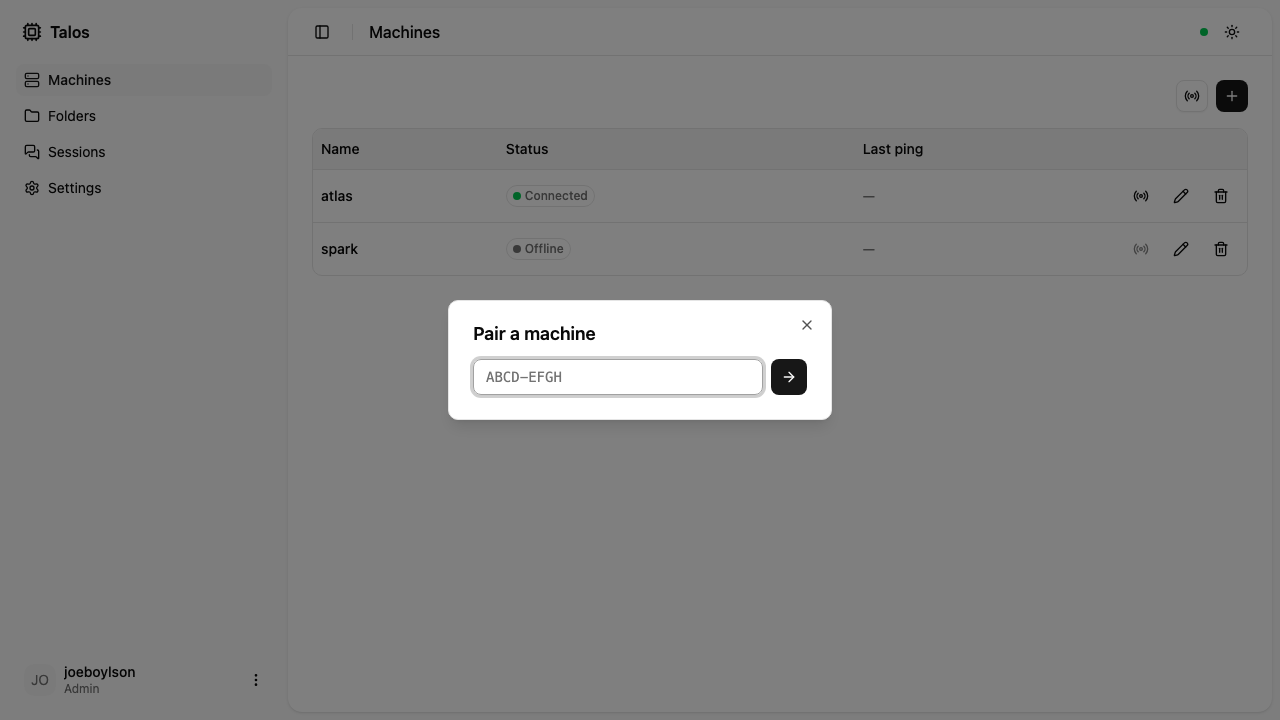 Talos
Machines
Machines
Folders
Sessions
Settings
Name Status Last ping
atlas Connected —
spark Offline —
Pair a machine
ABCD–EFGH
JO joeboylson
Admin